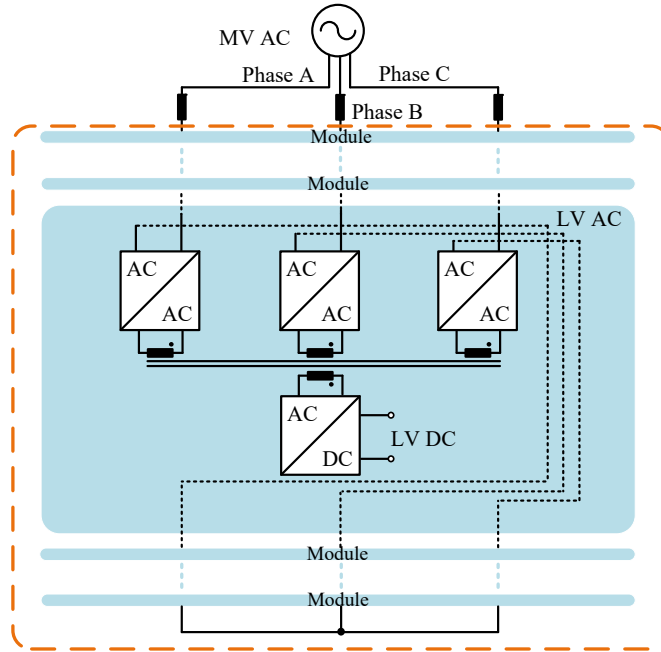 MV AC
Phase A
Phase C
Phase B
Module
Module
LV AC
AC
AC
AC
AC
AC
AC
AC
LV DC
DC
Module
Module